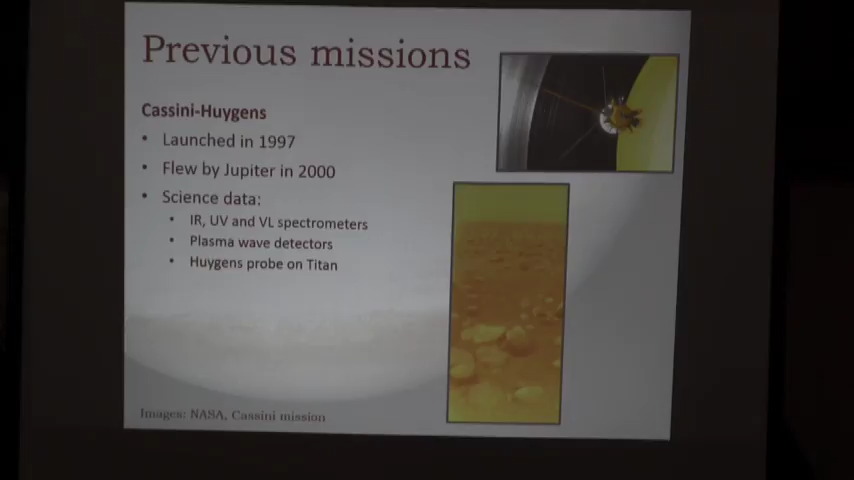 Previous missions
Cassini-Huygens
• Launched in 1997
• Flew by Jupiter in 2000
• Science data:
• IR, UV and VL spectrometers
• Plasma wave detectors
• Huygens probe on Titan
Images: NASA, Cassini mission